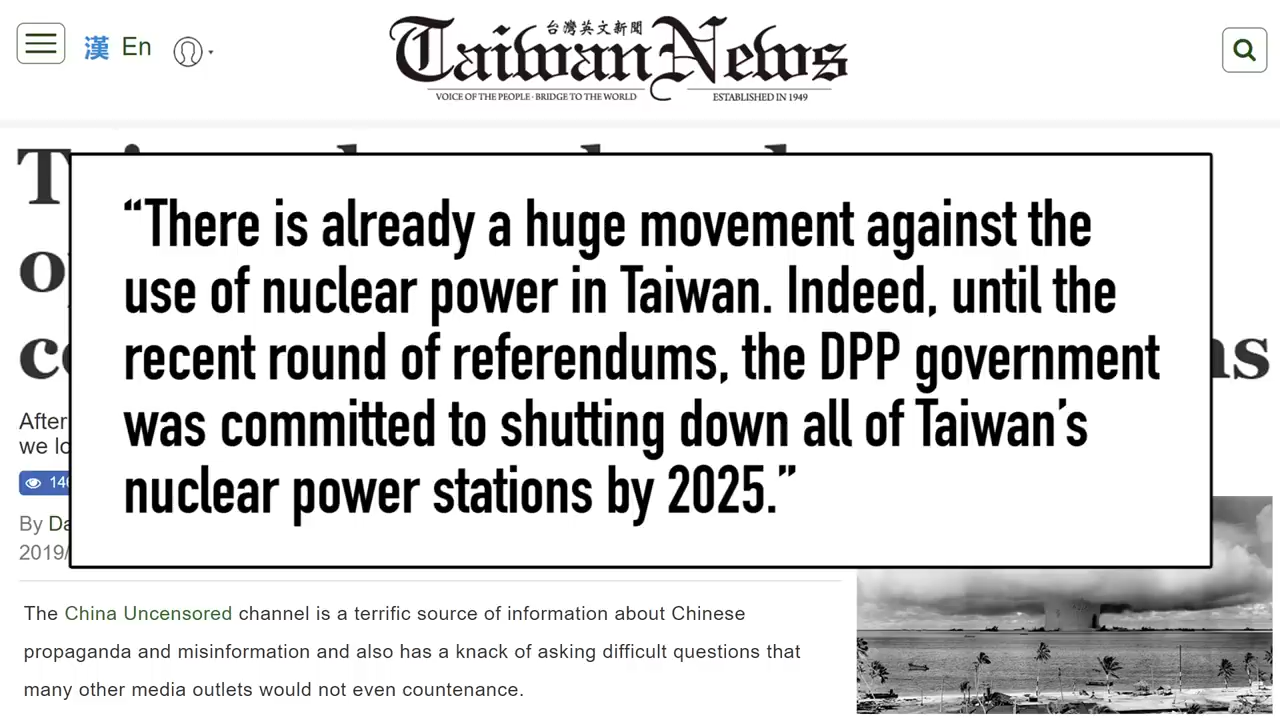 漢 En
台灣英文新聞
Taiwan News
VOICE OF THE PEOPLE · BRIDGE TO THE WORLD
ESTABLISHED IN 1949
“There is already a huge movement against the
use of nuclear power in Taiwan. Indeed, until the
recent round of referendums, the DPP government
was committed to shutting down all of Taiwan’s
nuclear power stations by 2025.”
After
we
By
2019/
The China Uncensored channel is a terrific source of information about Chinese
propaganda and misinformation and also has a knack of asking difficult questions that
many other media outlets would not even countenance.